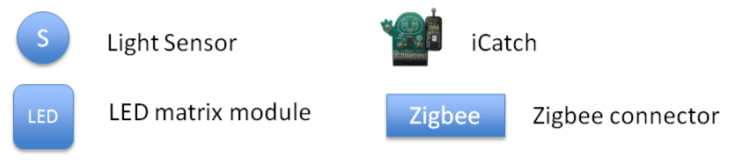 S Light Sensor iCatch
LED LED matrix module Zigbee Zigbee connector